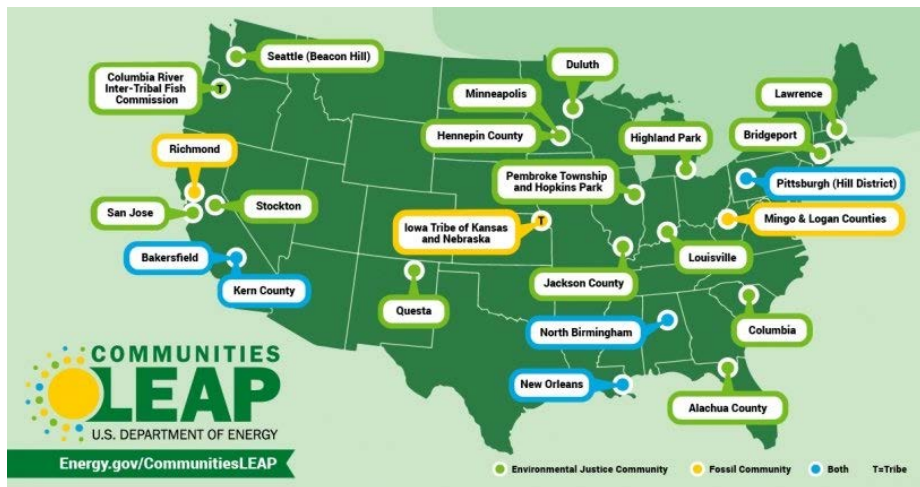 Seattle (Beacon Hill)
Duluth
Columbia River
Inter-Tribal Fish
Commission
T
Minneapolis
Lawrence
Hennepin County
Highland Park
Bridgeport
Richmond
Pembroke Township
and Hopkins Park
Pittsburgh (Hill District)
San Jose
Stockton
Iowa Tribe of Kansas
and Nebraska
T
Mingo & Logan Counties
Bakersfield
Louisville
Kern County
Jackson County
Questa
North Birmingham
Columbia
New Orleans
Alachua County
COMMUNITIES
LEAP
U.S. DEPARTMENT OF ENERGY
Energy.gov/CommunitiesLEAP
Environmental Justice Community
Fossil Community
Both
T=Tribe